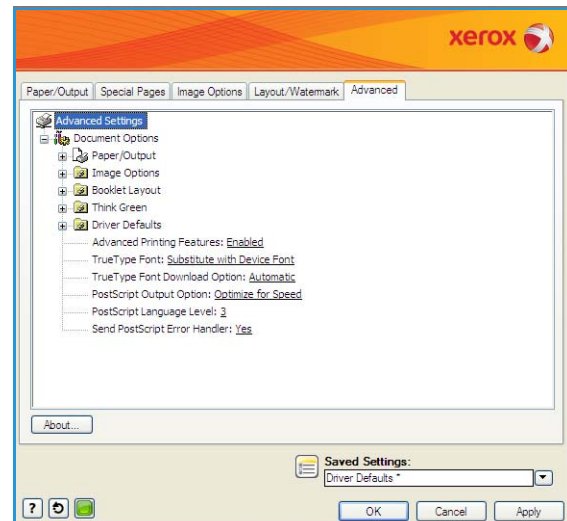 xerox
Paper/Output Special Pages Image Options Layout/Watermark Advanced
Advanced Settings
Document Options
Paper/Output
Image Options
Booklet Layout
Think Green
Driver Defaults
Advanced Printing Features: Enabled
TrueType Font: Substitute with Device Font
TrueType Font Download Option: Automatic
PostScript Output Option: Optimize for Speed
PostScript Language Level: 3
Send PostScript Error Handler: Yes
About...
Saved Settings:
Driver Defaults *
? OK Cancel Apply